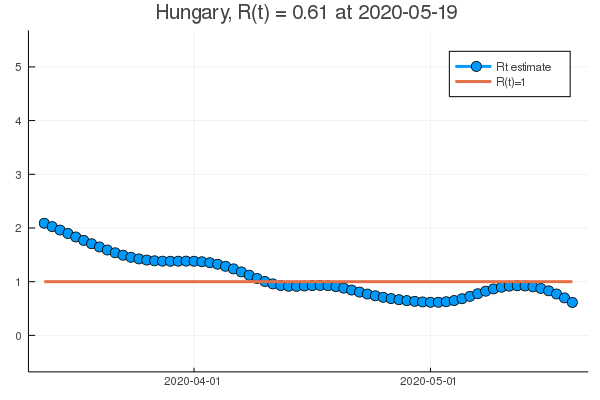 Hungary, R(t) = 0.61 at 2020-05-19
Rt estimate
R(t)=1
5
4
3
2
1
0
2020-04-01
2020-05-01